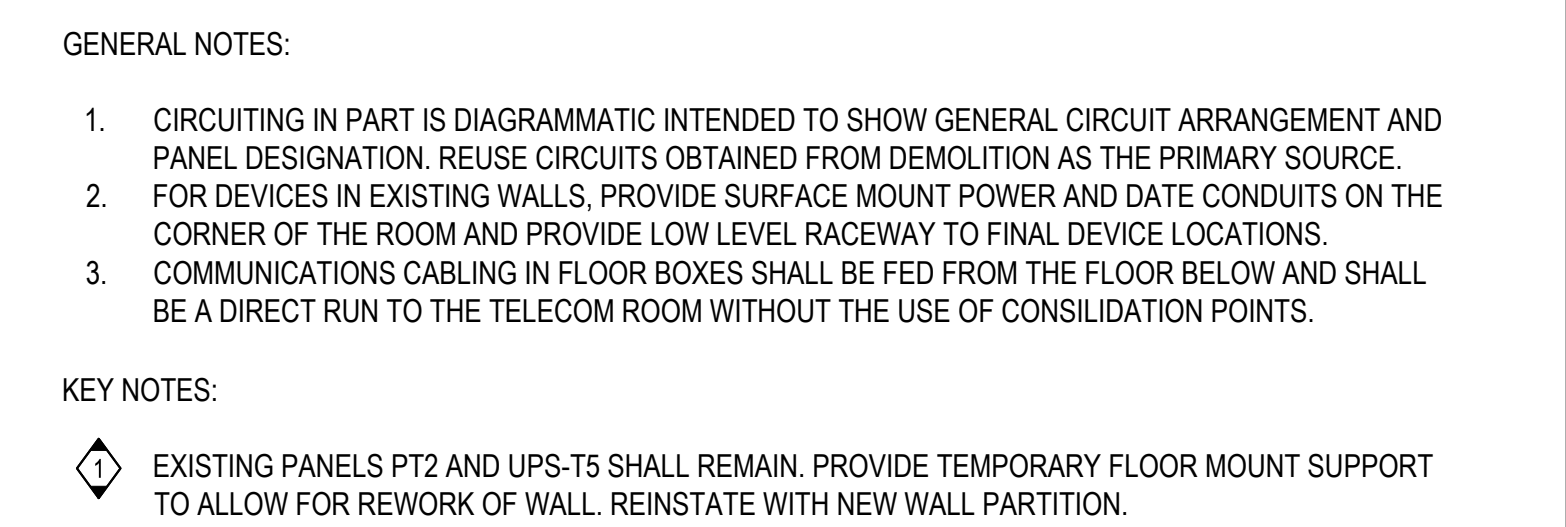 GENERAL NOTES:
1. CIRCUITING IN PART IS DIAGRAMMATIC INTENDED TO SHOW GENERAL CIRCUIT ARRANGEMENT AND
PANEL DESIGNATION. REUSE CIRCUITS OBTAINED FROM DEMOLITION AS THE PRIMARY SOURCE.
2. FOR DEVICES IN EXISTING WALLS, PROVIDE SURFACE MOUNT POWER AND DATE CONDUITS ON THE
CORNER OF THE ROOM AND PROVIDE LOW LEVEL RACEWAY TO FINAL DEVICE LOCATIONS.
3. COMMUNICATIONS CABLING IN FLOOR BOXES SHALL BE FED FROM THE FLOOR BELOW AND SHALL
BE A DIRECT RUN TO THE TELECOM ROOM WITHOUT THE USE OF CONSILIDATION POINTS.
KEY NOTES:
1 EXISTING PANELS PT2 AND UPS-T5 SHALL REMAIN. PROVIDE TEMPORARY FLOOR MOUNT SUPPORT
TO ALLOW FOR REWORK OF WALL. REINSTATE WITH NEW WALL PARTITION.